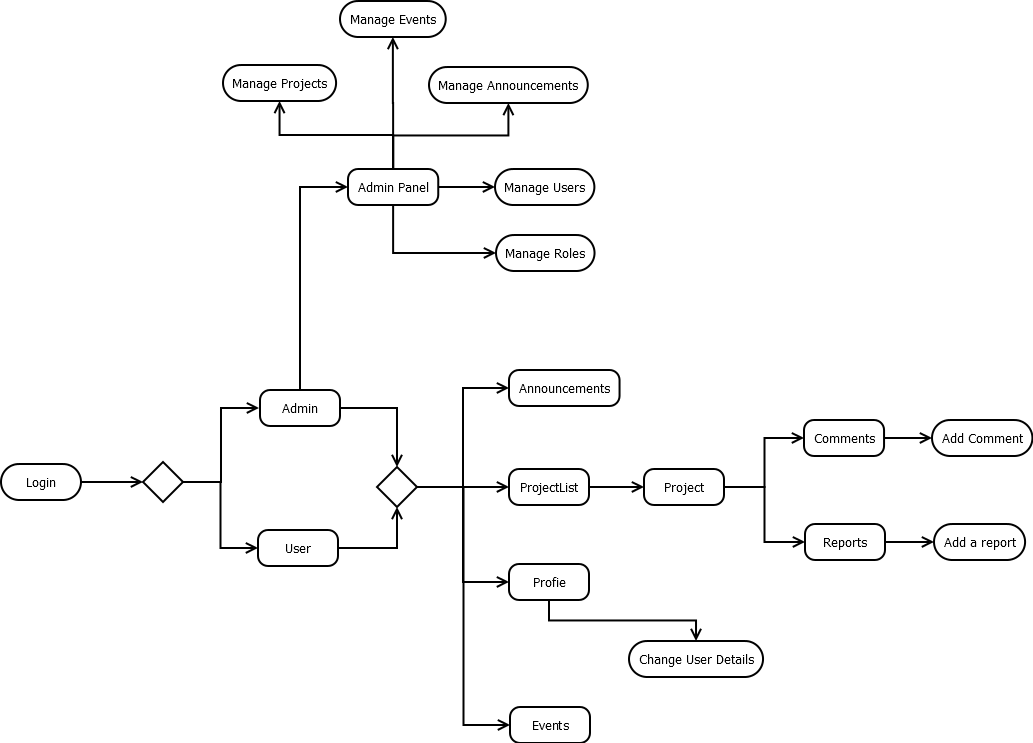 Manage Events
Manage Projects
Manage Announcements
Admin Panel
Manage Users
Manage Roles
Announcements
Admin
Comments
Add Comment
Login
ProjectList
Project
User
Reports
Add a report
Profie
Change User Details
Events